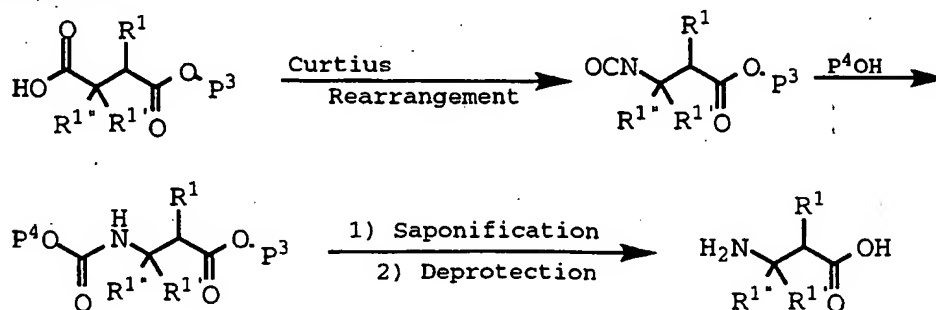 O
R¹
HO
O
P³
R¹"
R¹'
O
Curtius
Rearrangement
OCN
R¹
O
P³
R¹"
R¹'
O
P⁴OH
P⁴O
H
N
O
R¹
O
P³
R¹"
R¹'
O
1) Saponification
2) Deprotection
H₂N
R¹
OH
R¹"
R¹'
O